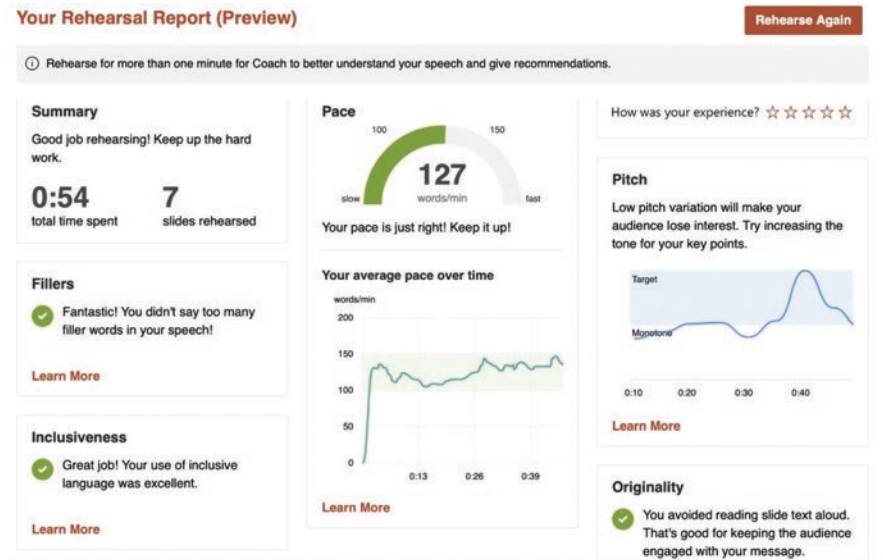 Your Rehearsal Report (Preview)
Rehearse Again
Rehearse for more than one minute for Coach to better understand your speech and give recommendations.
Summary
Good job rehearsing! Keep up the hard
work.
0:54
total time spent
7
slides rehearsed
Fillers
Fantastic! You didn't say too many
filler words in your speech!
Learn More
Inclusiveness
Great job! Your use of inclusive
language was excellent.
Learn More
Pace
100
150
127
words/min
slow
fast
Your pace is just right! Keep it up!
Your average pace over time
words/min
200
150
100
50
0
0:13
0:26
0:39
Learn More
How was your experience?
Pitch
Low pitch variation will make your
audience lose interest. Try increasing the
tone for your key points.
Target
Monotone
0:10
0:20
0:30
0:40
Learn More
Originality
You avoided reading slide text aloud.
That's good for keeping the audience
engaged with your message.